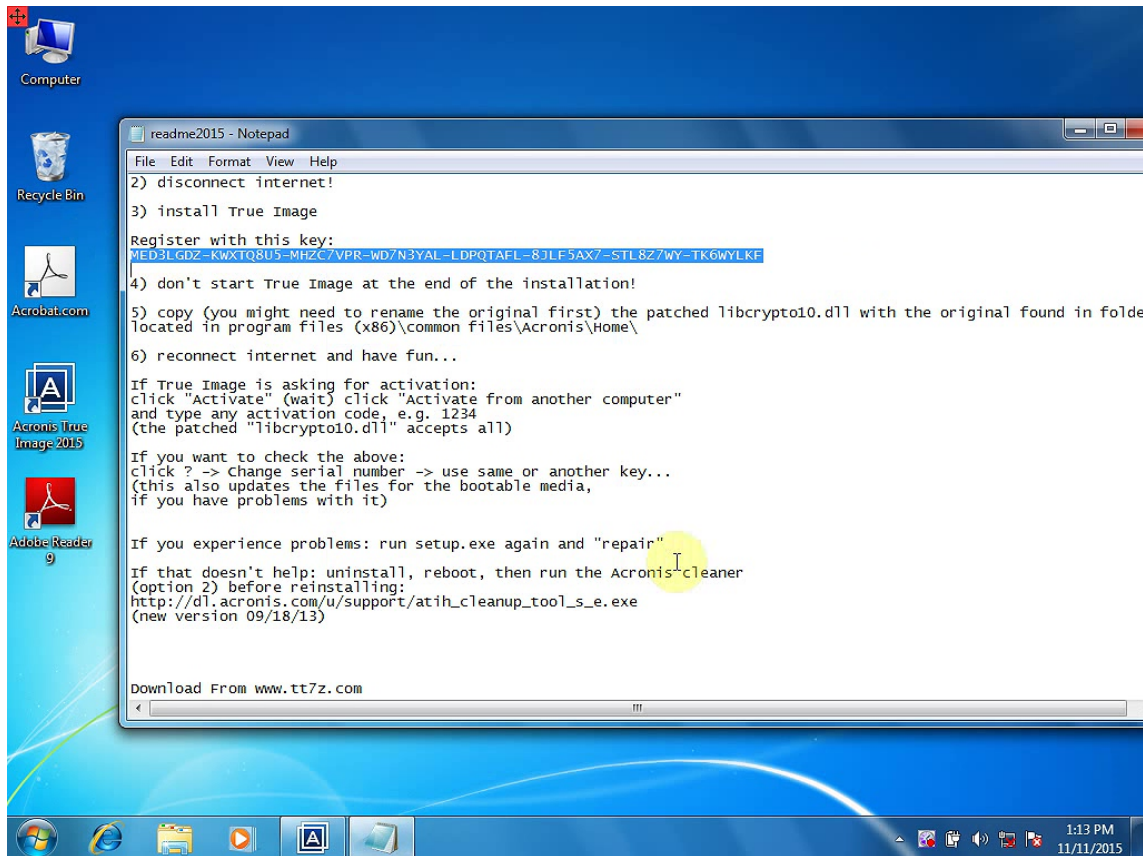 Computer
Recycle Bin
Acrobat.com
Acronis True
Image 2015
Adobe Reader
9
readme2015 - Notepad
File Edit Format View Help
2) disconnect internet!
3) install True Image
Register with this key:
MED3LGDZ-KWXTQ8U5-MHZC7VPR-WD7N3YAL-LDPQTAFL-8JLF5AX7-STL8Z7WY-TK6WYLKF
4) don't start True Image at the end of the installation!
5) copy (you might need to rename the original first) the patched libcrypto10.dll with the original found in folde
located in program files (x86)\common files\Acronis\Home\
6) reconnect internet and have fun...
If True Image is asking for activation:
click "Activate" (wait) click "Activate from another computer"
and type any activation code, e.g. 1234
(the patched "libcrypto10.dll" accepts all)
If you want to check the above:
click ? -> Change serial number -> use same or another key...
(this also updates the files for the bootable media,
if you have problems with it)
If you experience problems: run setup.exe again and "repair"
If that doesn't help: uninstall, reboot, then run the Acronis cleaner
(option 2) before reinstalling:
http://dl.acronis.com/u/support/atih_cleanup_tool_s_e.exe
(new version 09/18/13)
Download From www.tt7z.com
1:13 PM
11/11/2015